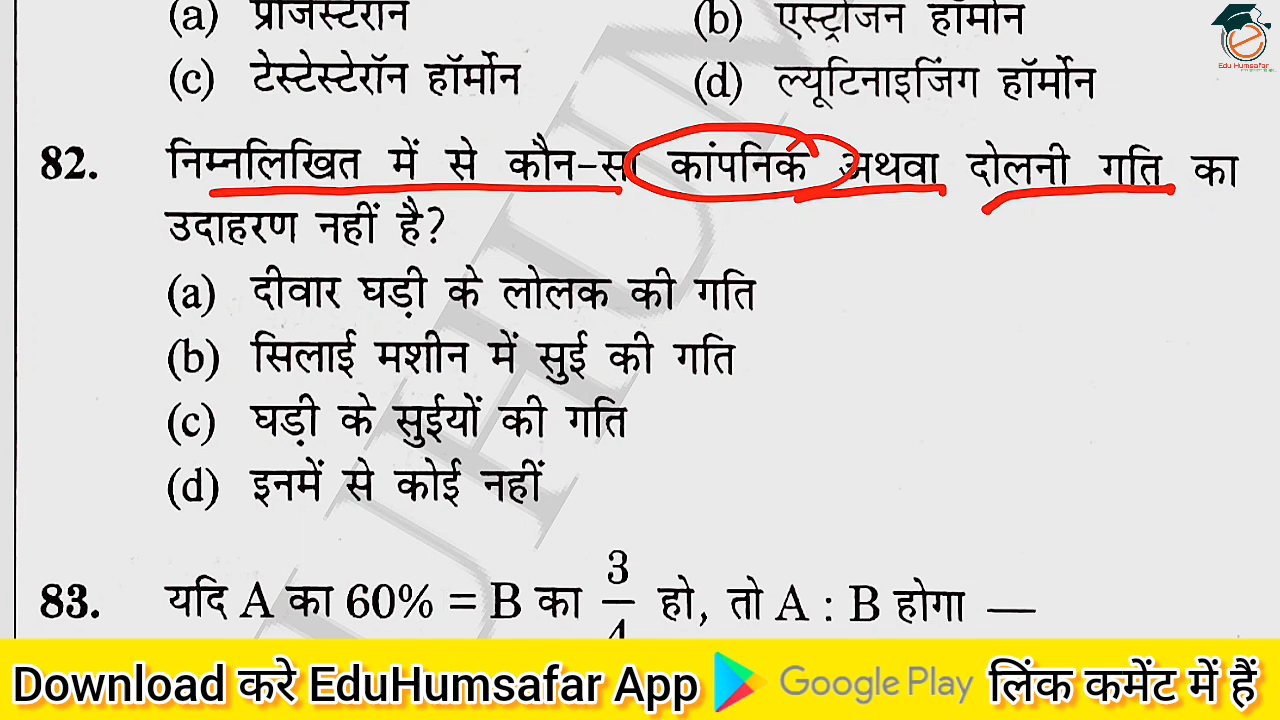 (a) प्रोजेस्टेरॉन (b) एस्ट्रोजन हॉर्मोन
Edu Humsafar
(c) टेस्टेस्टेरॉन हॉर्मोन (d) ल्यूटिनाइजिंग हॉर्मोन
82. निम्नलिखित में से कौन-सा कांपनिक अथवा दोलनी गति का
उदाहरण नहीं है?
(a) दीवार घड़ी के लोलक की गति
(b) सिलाई मशीन में सुई की गति
(c) घड़ी के सुईयों की गति
(d) इनमें से कोई नहीं
83. यदि A का 60% = B का 3/4 हो, तो A : B होगा —
Download करे EduHumsafar App Google Play लिंक कमेंट में हैं